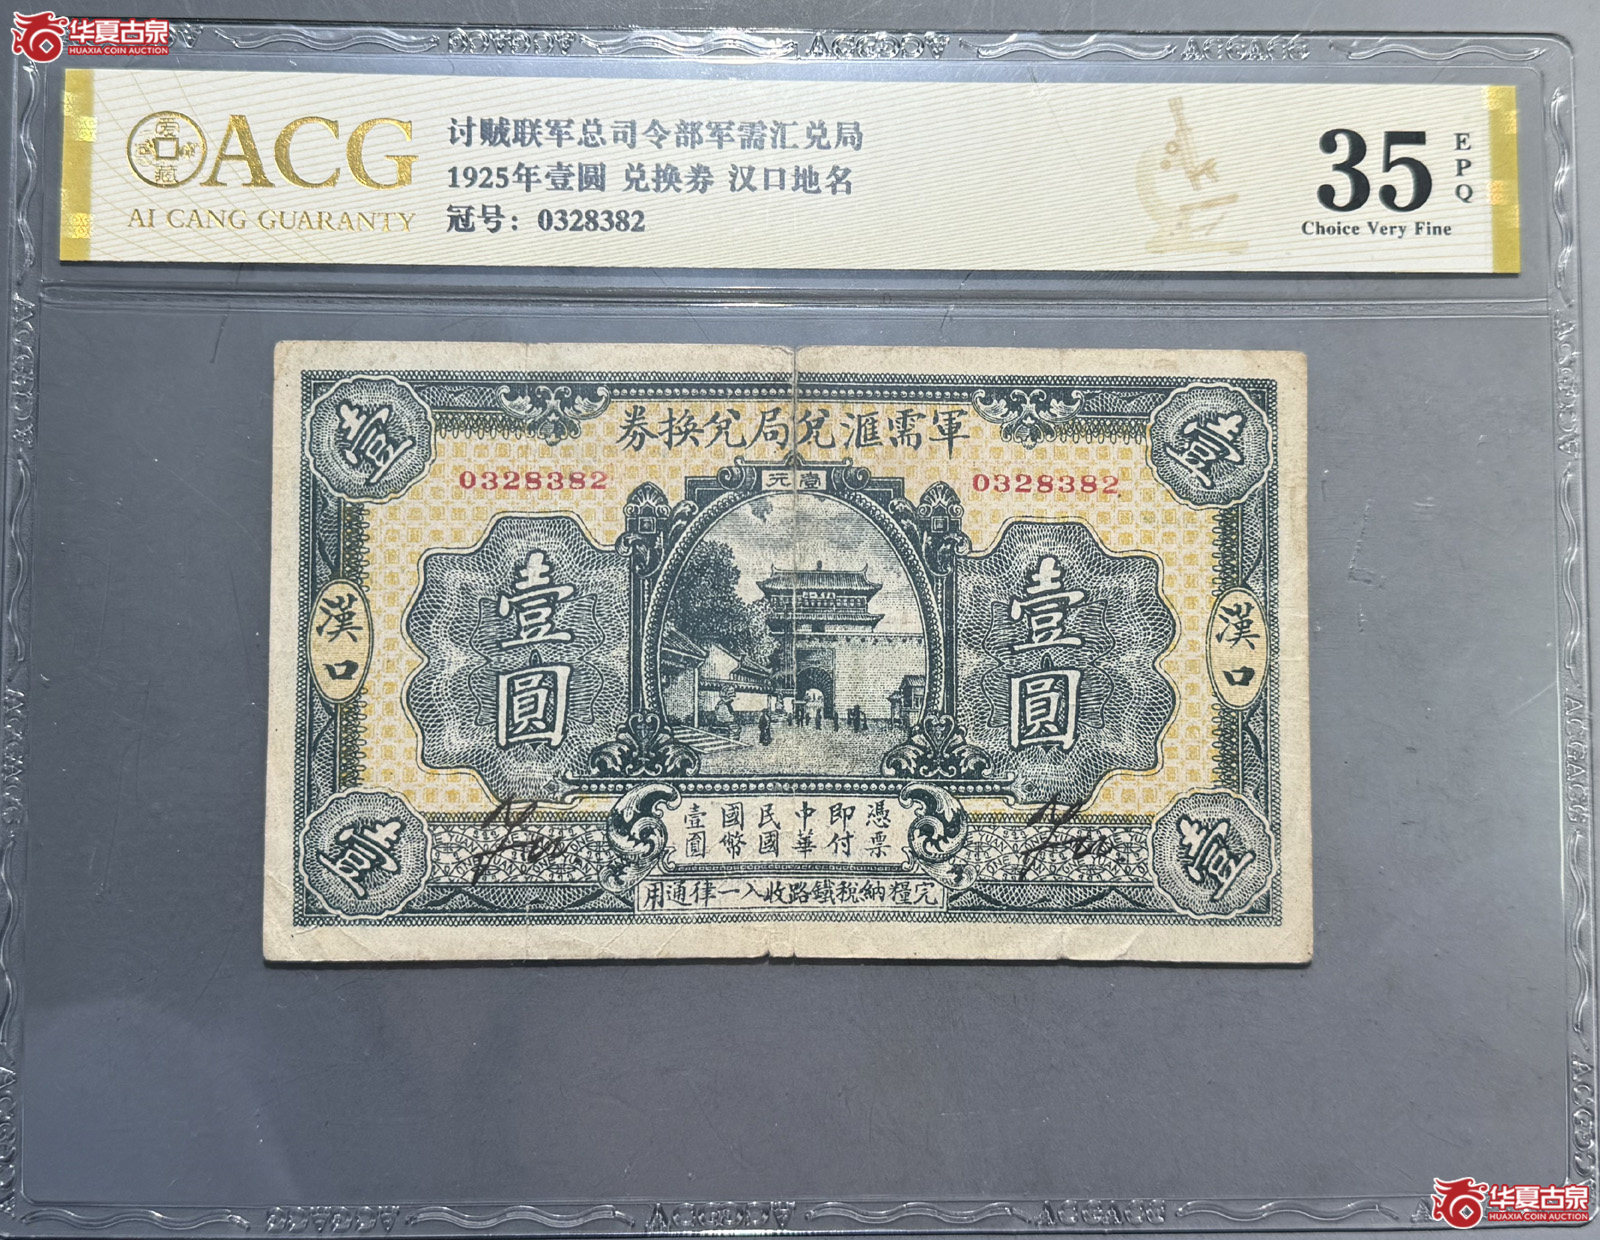 华夏古泉
HUAXIA COIN AUCTION
爱藏
ACG
AI CANG GUARANTY
讨贼联军总司令部军需汇兑局
1925年壹圆 兑换券 汉口地名
冠号：0328382
35
EPQ
Choice Very Fine
券換兌局兌滙需軍
壹
壹
0328382
0328382
元壹
壹圓
壹圓
漢口
漢口
憑票即付中華民國國幣壹圓
用通律一入收路鐵稅納糧完
壹
壹
华夏古泉
HUAXIA COIN AUCTION